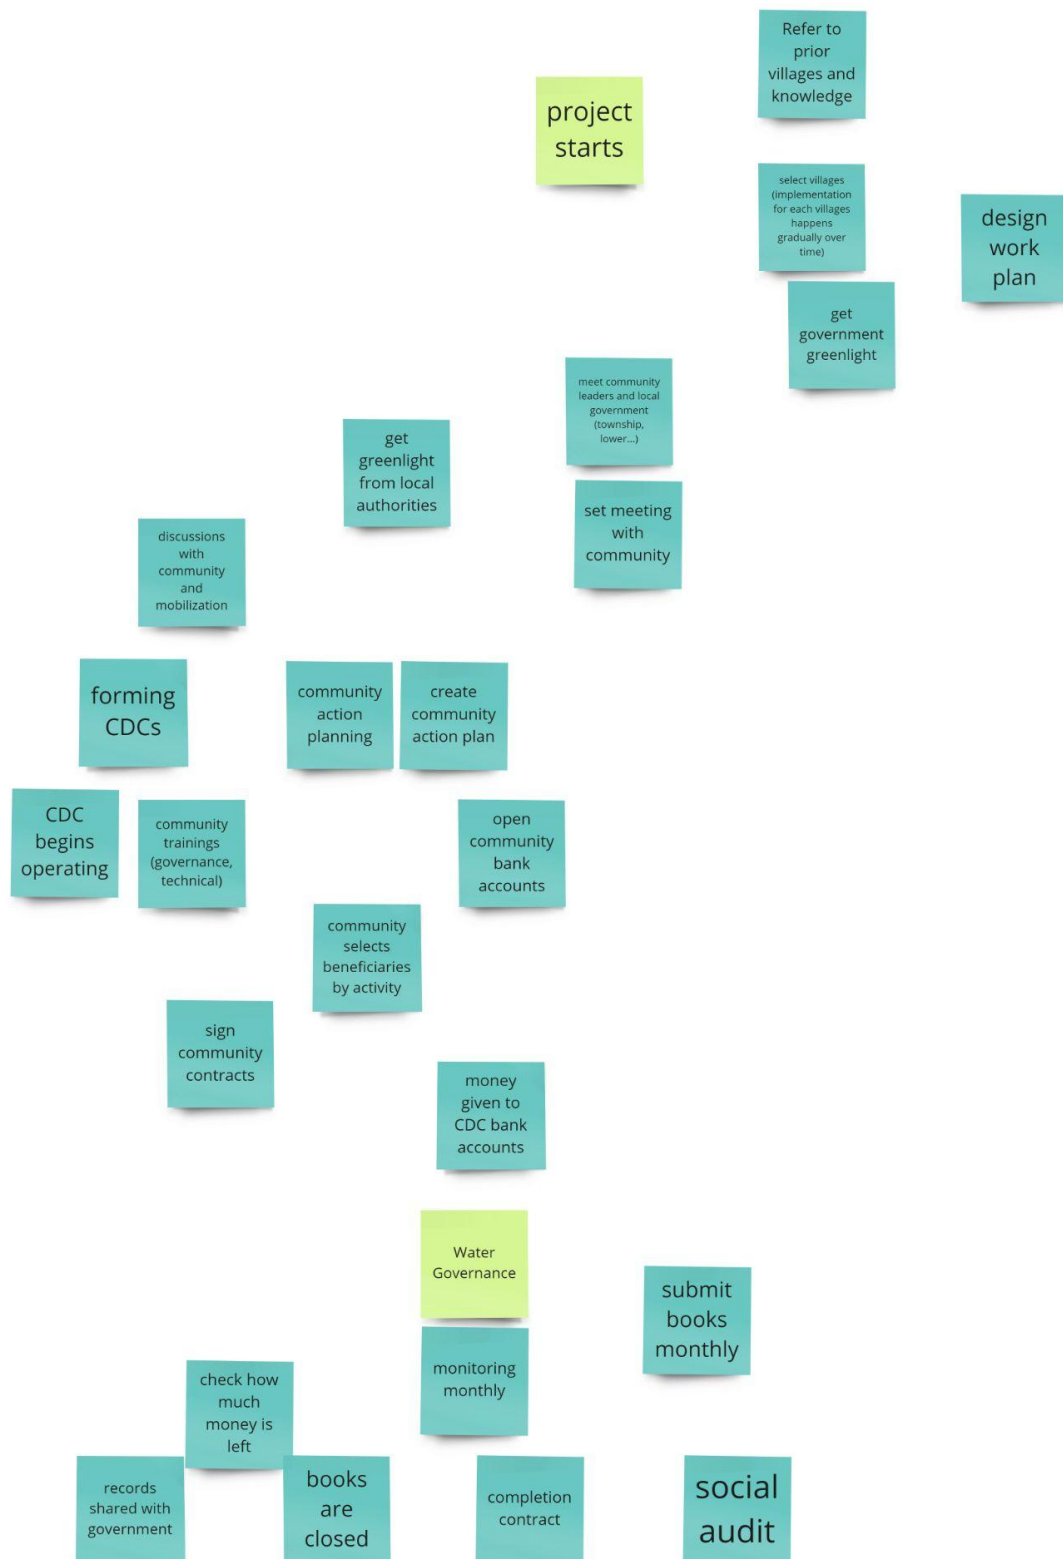 Refer to
prior
villages and
knowledge
project
starts
select villages
(implementation
for each villages
happens
gradually over
time)
design
work
plan
get
government
greenlight
meet community
leaders and local
government
(township,
lower...)
get
greenlight
from local
authorities
set meeting
with
community
discussions
with
community
and
mobilization
forming
CDCs
community
action
planning
create
community
action plan
CDC
begins
operating
community
trainings
(governance,
technical)
open
community
bank
accounts
community
selects
beneficiaries
by activity
sign
community
contracts
money
given to
CDC bank
accounts
Water
Governance
submit
books
monthly
monitoring
monthly
check how
much
money is
left
records
shared with
government
books
are
closed
completion
contract
social
audit